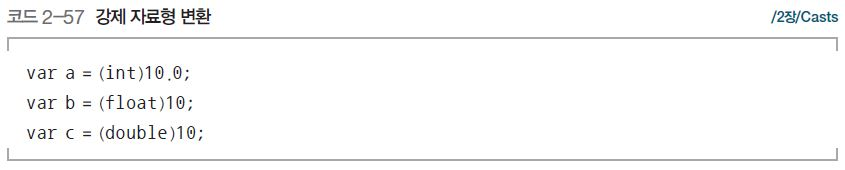 코드 2-57 강제 자료형 변환 /2장/Casts
var a = (int)10.0;
var b = (float)10;
var c = (double)10;